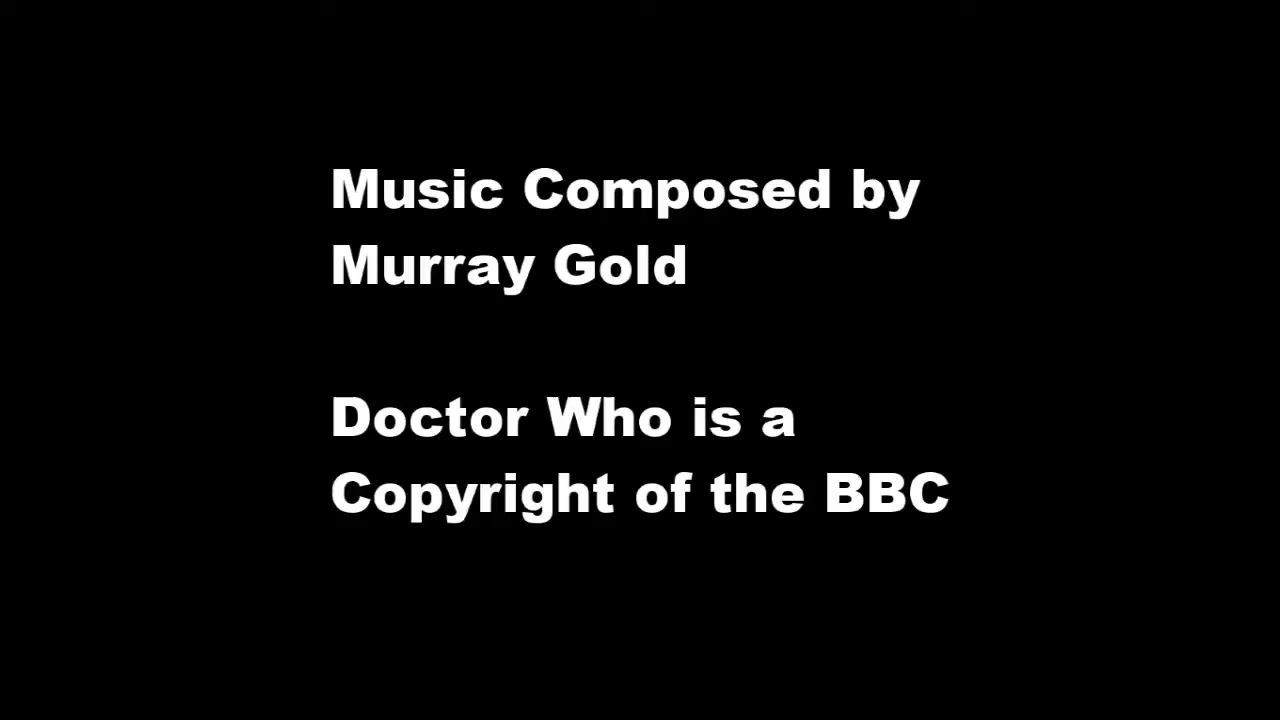 Music Composed by
Murray Gold
Doctor Who is a
Copyright of the BBC